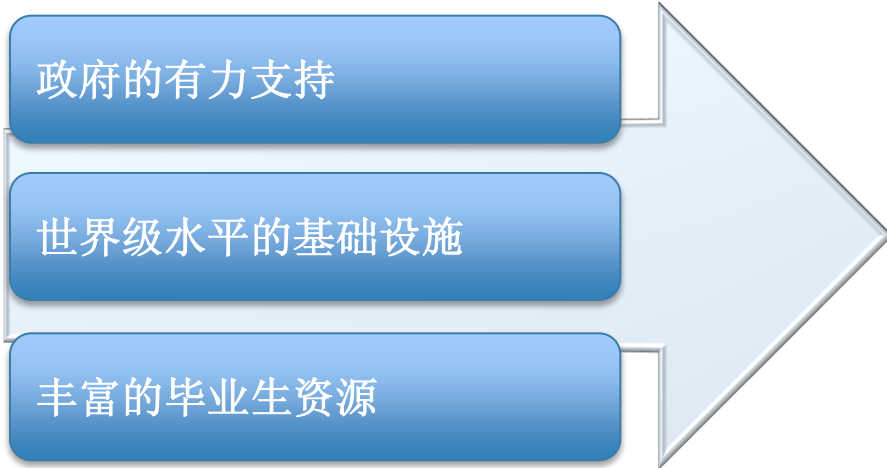 政府的有力支持
世界级水平的基础设施
丰富的毕业生资源